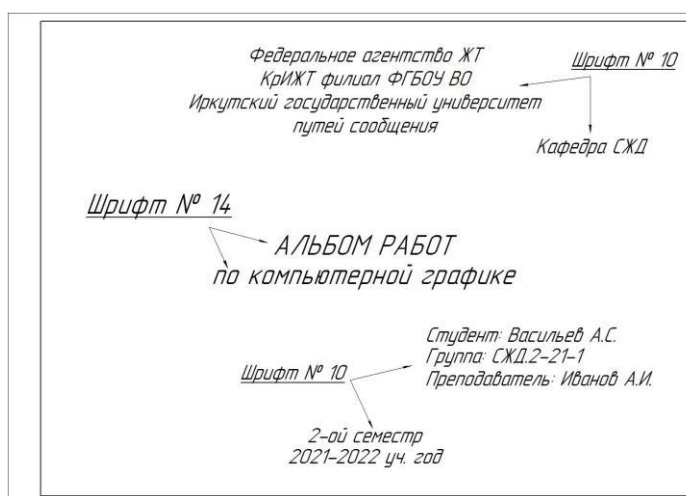 Федеральное агентство ЖТ
КрИЖТ филиал ФГБОУ ВО
Иркутский государственный университет
путей сообщения
Шрифт № 10
Кафедра СЖД
Шрифт № 14
АЛЬБОМ РАБОТ
по компьютерной графике
Студент: Васильев А.С.
Группа: СЖД.2-21-1
Преподаватель: Иванов А.И.
Шрифт № 10
2-ой семестр
2021-2022 уч. год